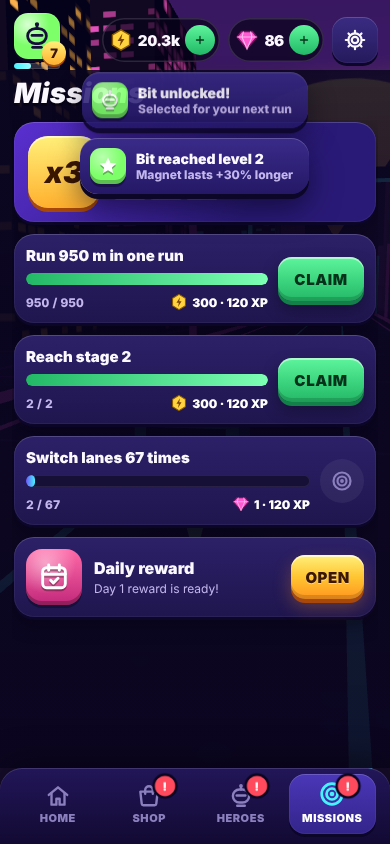 7
20.3k +
86 +
Bit unlocked!
Selected for your next run
Bit reached level 2
Magnet lasts +30% longer
x3
Run 950 m in one run
950 / 950
300 · 120 XP
CLAIM
Reach stage 2
2 / 2
300 · 120 XP
CLAIM
Switch lanes 67 times
2 / 67
1 · 120 XP
Daily reward
Day 1 reward is ready!
OPEN
HOME
! SHOP
! HEROES
! MISSIONS